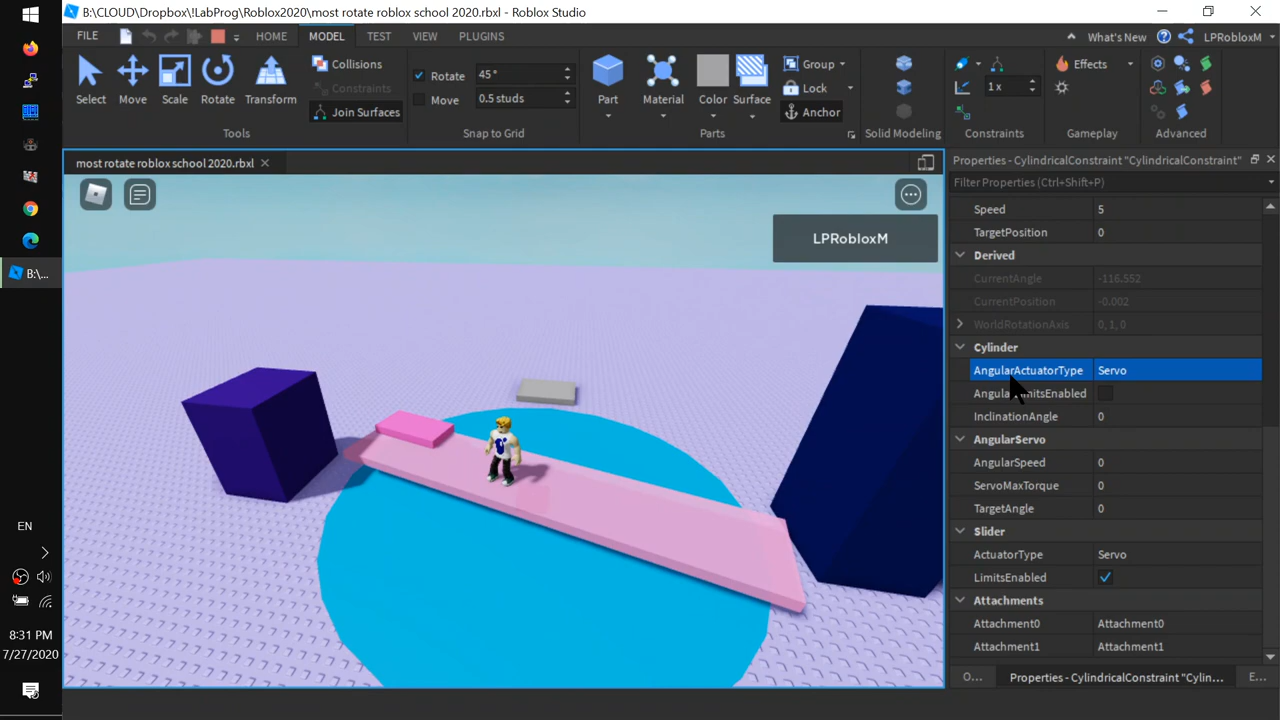 B:\CLOUD\Dropbox\!LabProg\Roblox2020\most rotate roblox school 2020.rbxl - Roblox Studio
FILE HOME MODEL TEST VIEW PLUGINS What's New LPRobloxM
Select Move Scale Rotate Transform
Collisions
Constraints
Join Surfaces
Tools
Rotate 45°
Move 0.5 studs
Snap to Grid
Part Material Color Surface
Group
Lock
Anchor
Parts
Solid Modeling
1 x
Constraints
Effects
Gameplay
Advanced
most rotate roblox school 2020.rbxl
LPRobloxM
Properties - CylindricalConstraint "CylindricalConstraint"
Filter Properties (Ctrl+Shift+P)
Speed 5
TargetPosition 0
Derived
CurrentAngle -116.552
CurrentPosition -0.002
WorldRotationAxis 0, 1, 0
Cylinder
AngularActuatorType Servo
InclinationAngle 0
AngularServo
AngularSpeed 0
ServoMaxTorque 0
TargetAngle 0
Slider
ActuatorType Servo
LimitsEnabled
Attachments
Attachment0 Attachment0
Attachment1 Attachment1
O... Properties - CylindricalConstraint "Cylin... E...
B:\...
EN
8:31 PM
7/27/2020